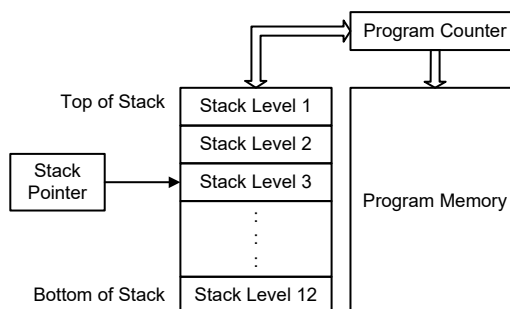 Program Counter
Top of Stack
Stack Level 1
Stack Level 2
Stack Pointer
Stack Level 3
Program Memory
Bottom of Stack
Stack Level 12